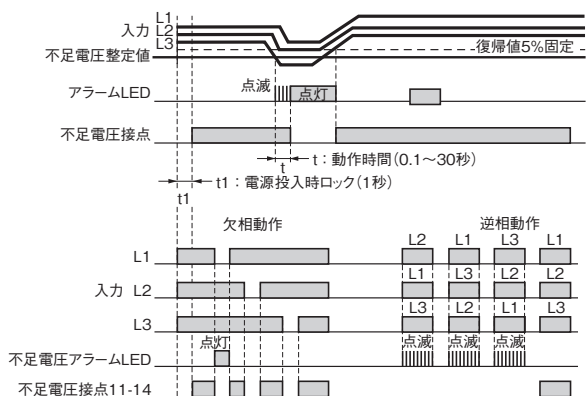 L1
入力 L2
L3
不足電圧整定値
復帰値5%固定
点滅
アラームLED
点灯
不足電圧接点
t
t：動作時間（0.1～30秒）
t1：電源投入時ロック（1秒）
t1
欠相動作
逆相動作
L2 L1 L3 L1
L1
L1 L3 L2 L2
入力 L2
L3 L2 L1 L3
L3
点灯
点滅 点滅 点滅
不足電圧アラームLED
不足電圧接点11-14